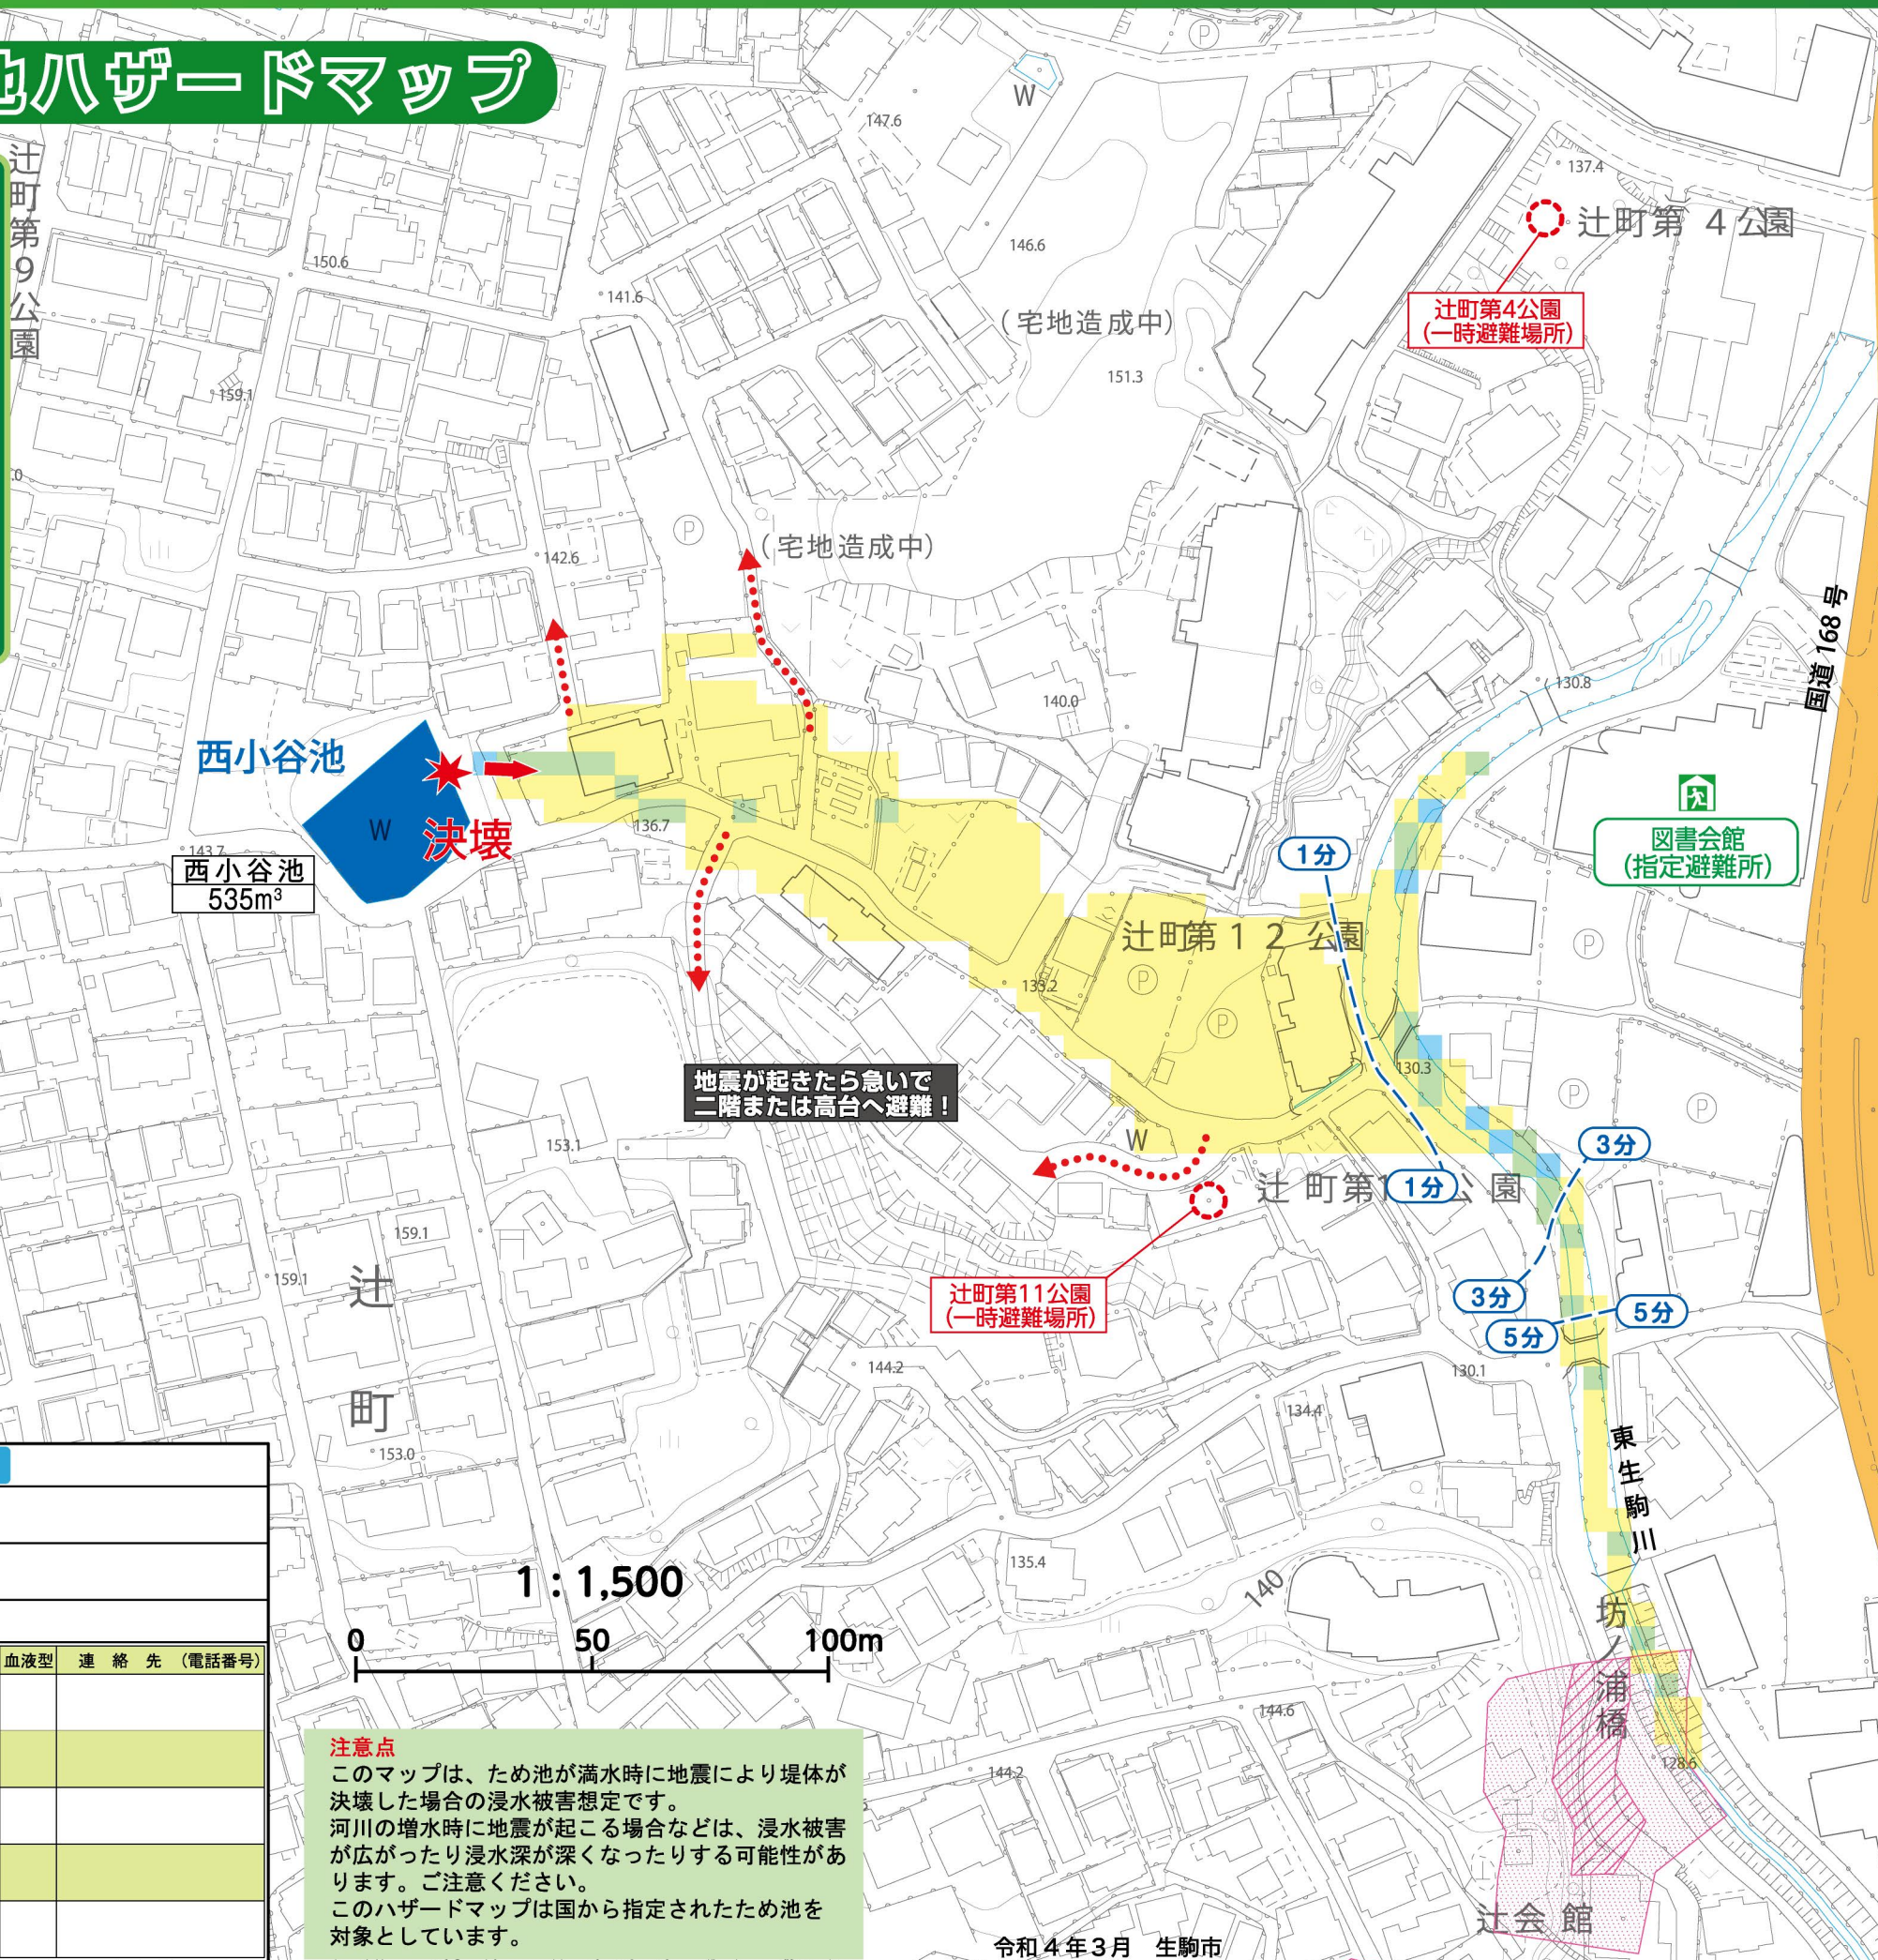 ハザードマップ
辻町第9公園
W
P
147.6
137.4
辻町第 4 公園
150.6
146.6
141.6
辻町第4公園
(一時避難場所)
(宅地造成中)
151.3
159.1
P
(宅地造成中)
142.6
国道168号
130.8
140.0
西小谷池
W
決壊
136.7
143.7
西小谷池
535m³
1分
図書会館
(指定避難所)
辻町第12 公園
P
P
P
133.2
130.3
P
P
地震が起きたら急いで
二階または高台へ避難!
W
153.1
3分
1分
辻町第1 公園
159.1
159.1
辻町
辻町第11公園
(一時避難場所)
3分
5分
5分
144.2
130.1
134.4
153.0
東生駒川
135.4
140
1:1,500
0 50 100m
坊ノ浦橋
血液型 連絡先 (電話番号)
144.6
144.2
128.6
注意点
このマップは、ため池が満水時に地震により堤体が
決壊した場合の浸水被害想定です。
河川の増水時に地震が起こる場合などは、浸水被害
が広がったり浸水深が深くなったりする可能性があ
ります。ご注意ください。
このハザードマップは国から指定されたため池を
対象としています。
辻会館
令和4年3月 生駒市